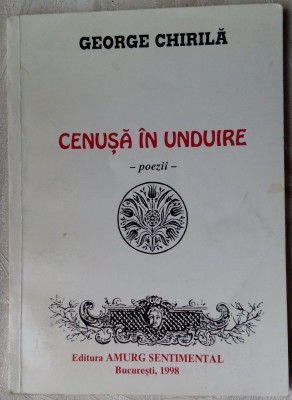 GEORGE CHIRILĂ
CENUȘĂ ÎN UNDUIRE
– poezii –
Editura AMURG SENTIMENTAL
București, 1998